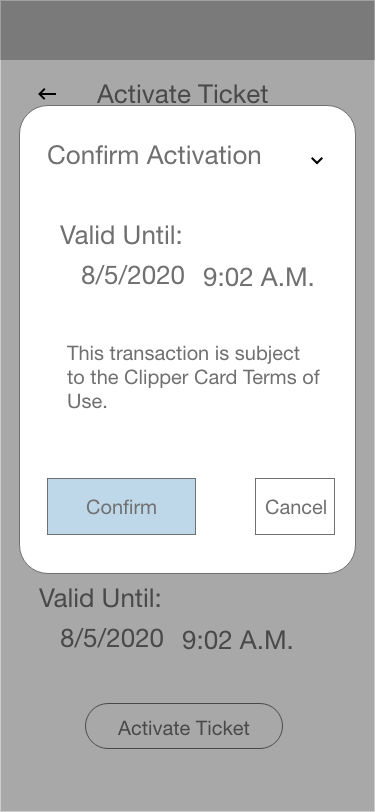 Activate Ticket
Confirm Activation
Valid Until:
8/5/2020 9:02 A.M.
This transaction is subject
to the Clipper Card Terms of
Use.
Confirm
Cancel
Valid Until:
8/5/2020 9:02 A.M.
Activate Ticket